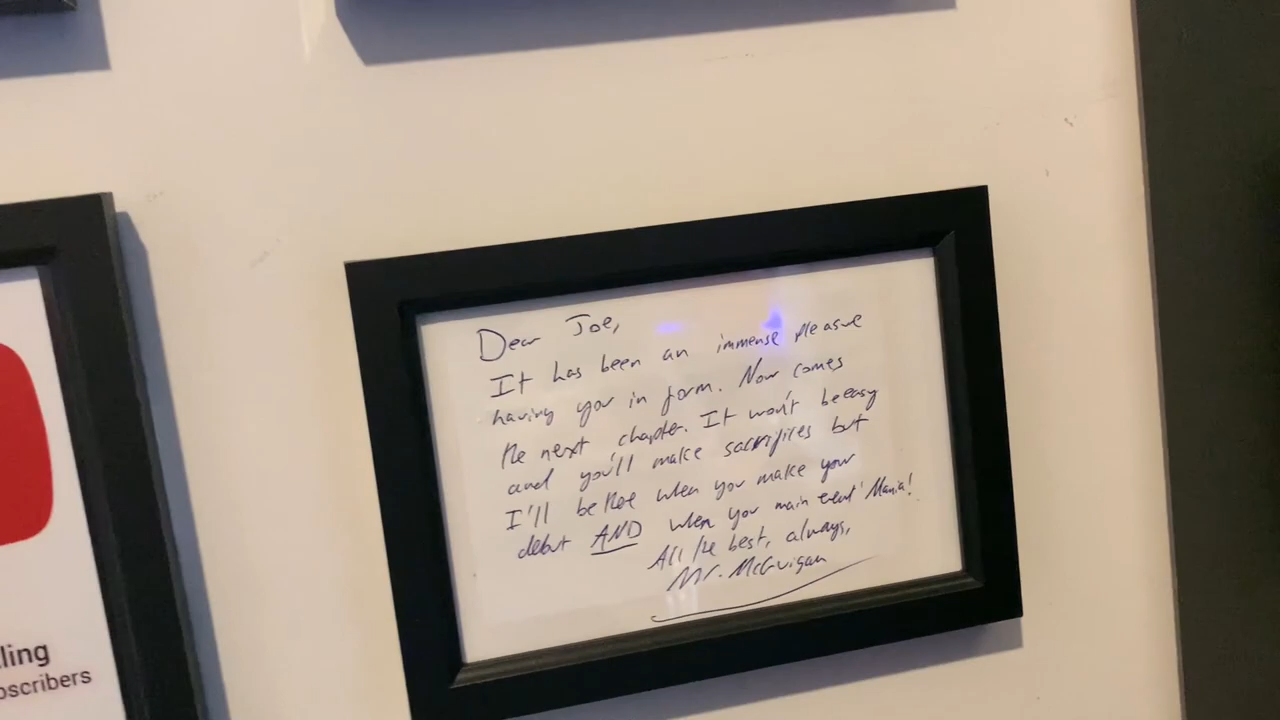 Dear Joe,
It has been an immense pleasure
having you in form. Now comes
the next chapter. It won't be easy
and you'll make sacrifices but
I'll be there when you make your
debut AND when you main event 'Mania!
All the best, always,
Mr. McGuigan
ling
bscribers